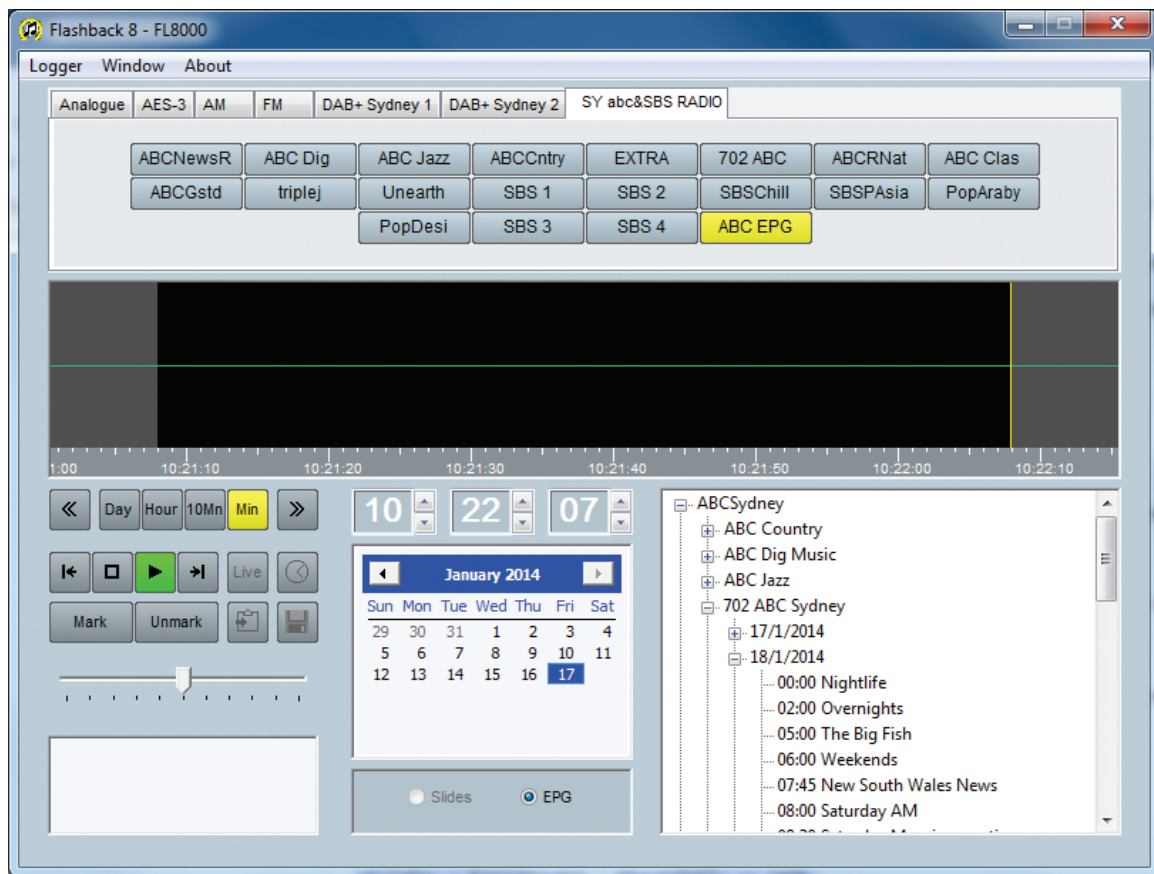 Flashback 8 - FL8000
Logger Window About
Analogue AES-3 AM FM DAB+ Sydney 1 DAB+ Sydney 2 SY abc&SBS RADIO
ABCNewsR ABC Dig ABC Jazz ABCCntry EXTRA 702 ABC ABCRNat ABC Clas
ABCGstd triplej Unearth SBS 1 SBS 2 SBSChill SBSPAsia PopAraby
PopDesi SBS 3 SBS 4 ABC EPG
1:00 10:21:10 10:21:20 10:21:30 10:21:40 10:21:50 10:22:00 10:22:10
Day Hour 10Mn Min
10 22 07
Live
Mark Unmark
January 2014
Sun Mon Tue Wed Thu Fri Sat
29 30 31 1 2 3 4
5 6 7 8 9 10 11
12 13 14 15 16 17
Slides EPG
ABCSydney
ABC Country
ABC Dig Music
ABC Jazz
702 ABC Sydney
17/1/2014
18/1/2014
00:00 Nightlife
02:00 Overnights
05:00 The Big Fish
06:00 Weekends
07:45 New South Wales News
08:00 Saturday AM